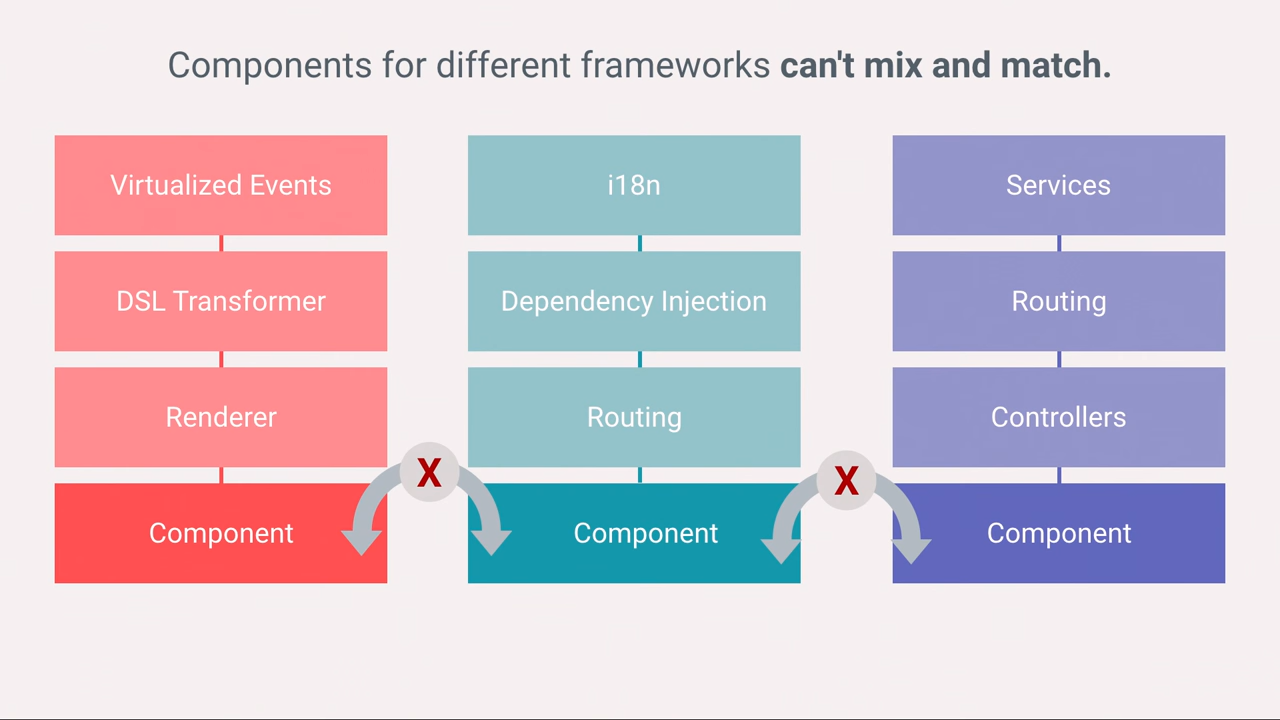 Components for different frameworks can't mix and match.
Virtualized Events
DSL Transformer
Renderer
Component
X
i18n
Dependency Injection
Routing
Component
X
Services
Routing
Controllers
Component